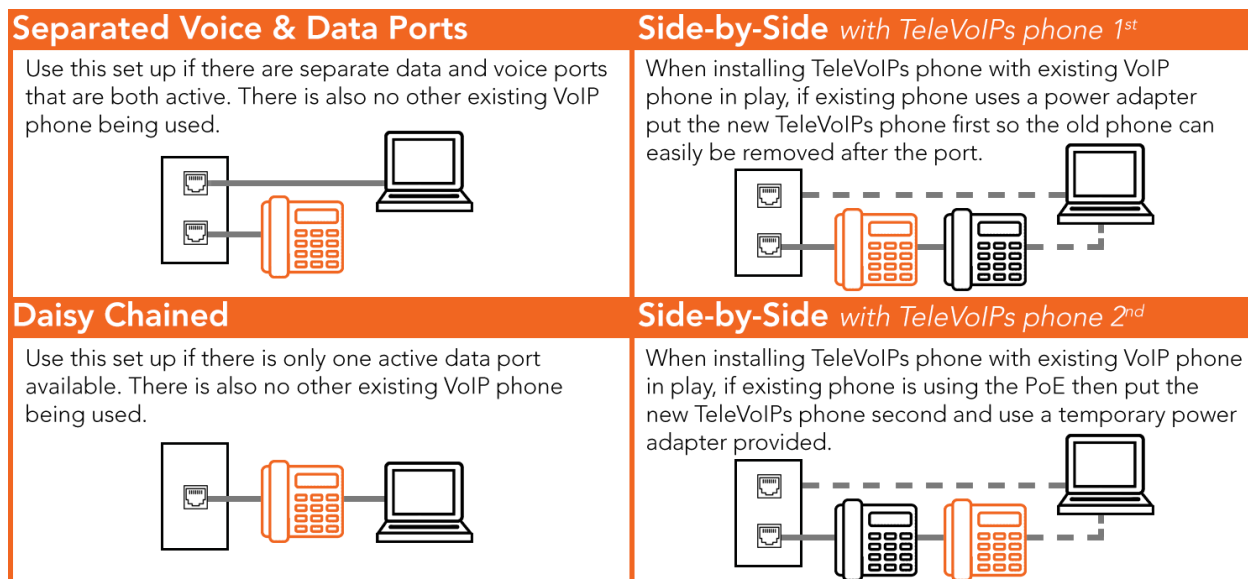 Separated Voice & Data Ports
Use this set up if there are separate data and voice ports
that are both active. There is also no other existing VoIP
phone being used.
Side-by-Side with TeleVoIPs phone 1st
When installing TeleVoIPs phone with existing VoIP
phone in play, if existing phone uses a power adapter
put the new TeleVoIPs phone first so the old phone can
easily be removed after the port.
Daisy Chained
Use this set up if there is only one active data port
available. There is also no other existing VoIP phone
being used.
Side-by-Side with TeleVoIPs phone 2nd
When installing TeleVoIPs phone with existing VoIP phone
in play, if existing phone is using the PoE then put the
new TeleVoIPs phone second and use a temporary power
adapter provided.